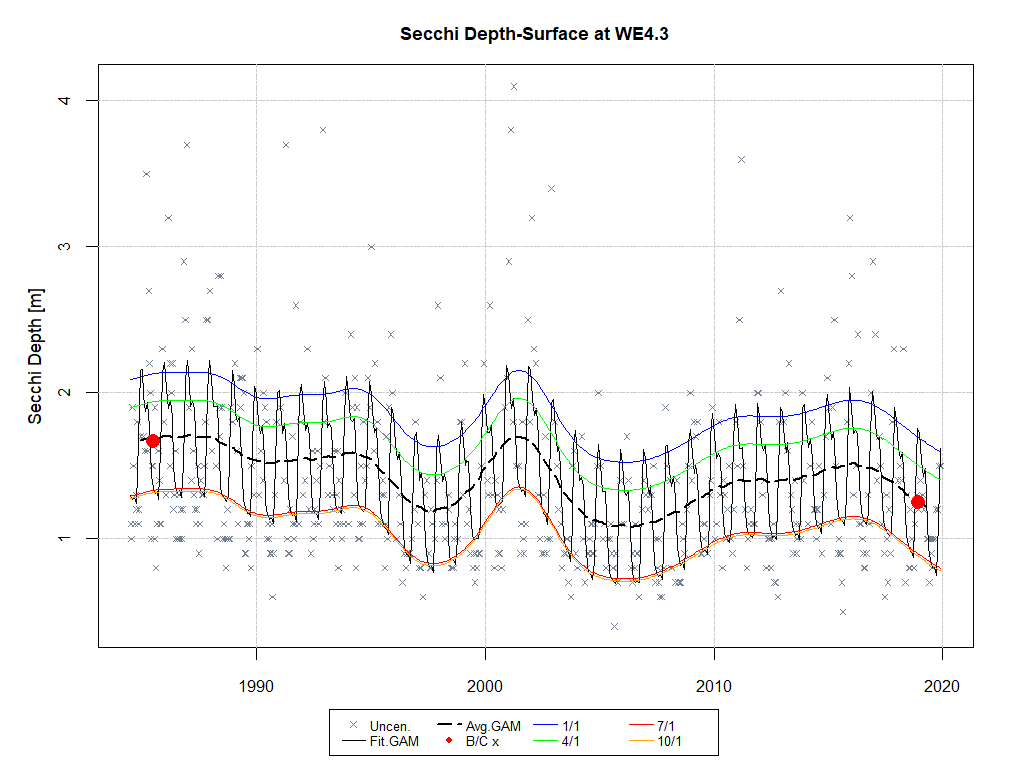 Secchi Depth-Surface at WE4.3
Secchi Depth [m]
4
3
2
1
1990 2000 2010 2020
Uncen. Avg.GAM 1/1 7/1
Fit.GAM B/C x 4/1 10/1